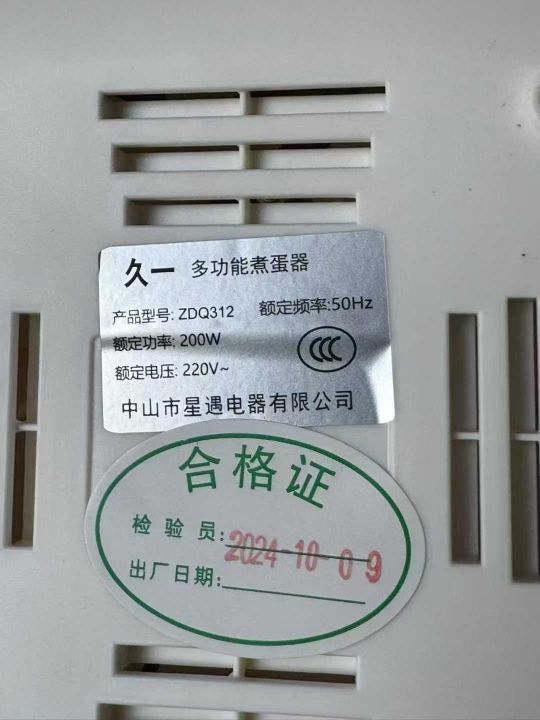 久一 多功能煮蛋器
产品型号: ZDQ312 额定频率:50Hz
额定功率: 200W
额定电压: 220V~
CCC
中山市星遇电器有限公司
合格证
检验员:
2024-10-09
出厂日期: